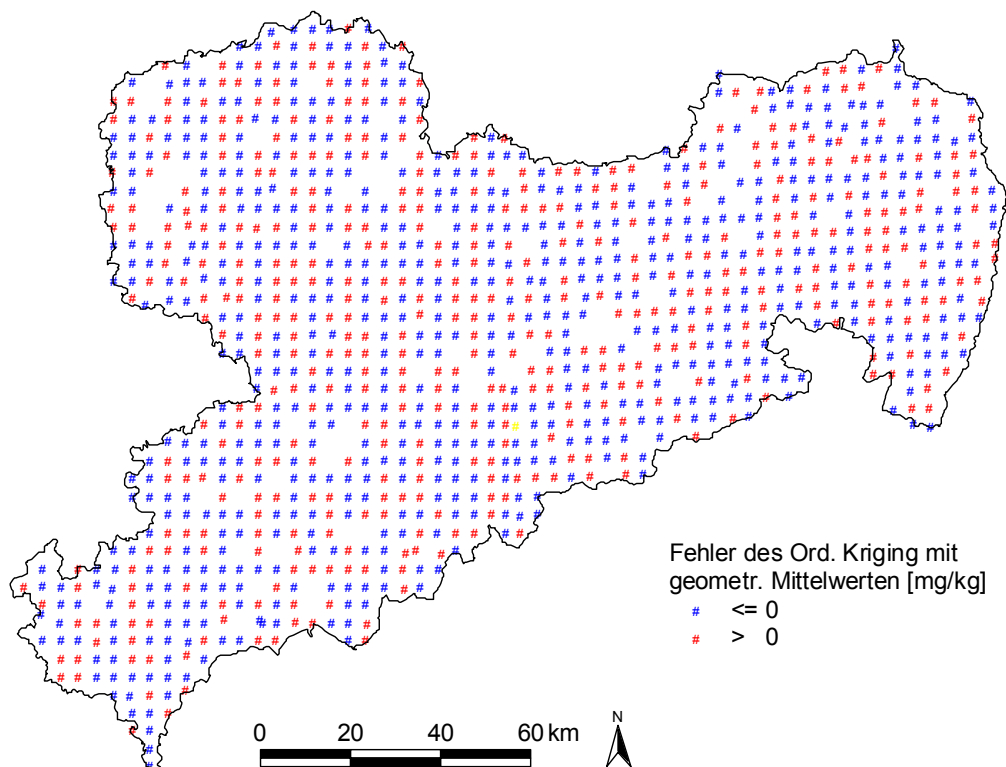 Fehler des Ord. Kriging mit
geometr. Mittelwerten [mg/kg]
# <= 0
# > 0
0 20 40 60 km
N